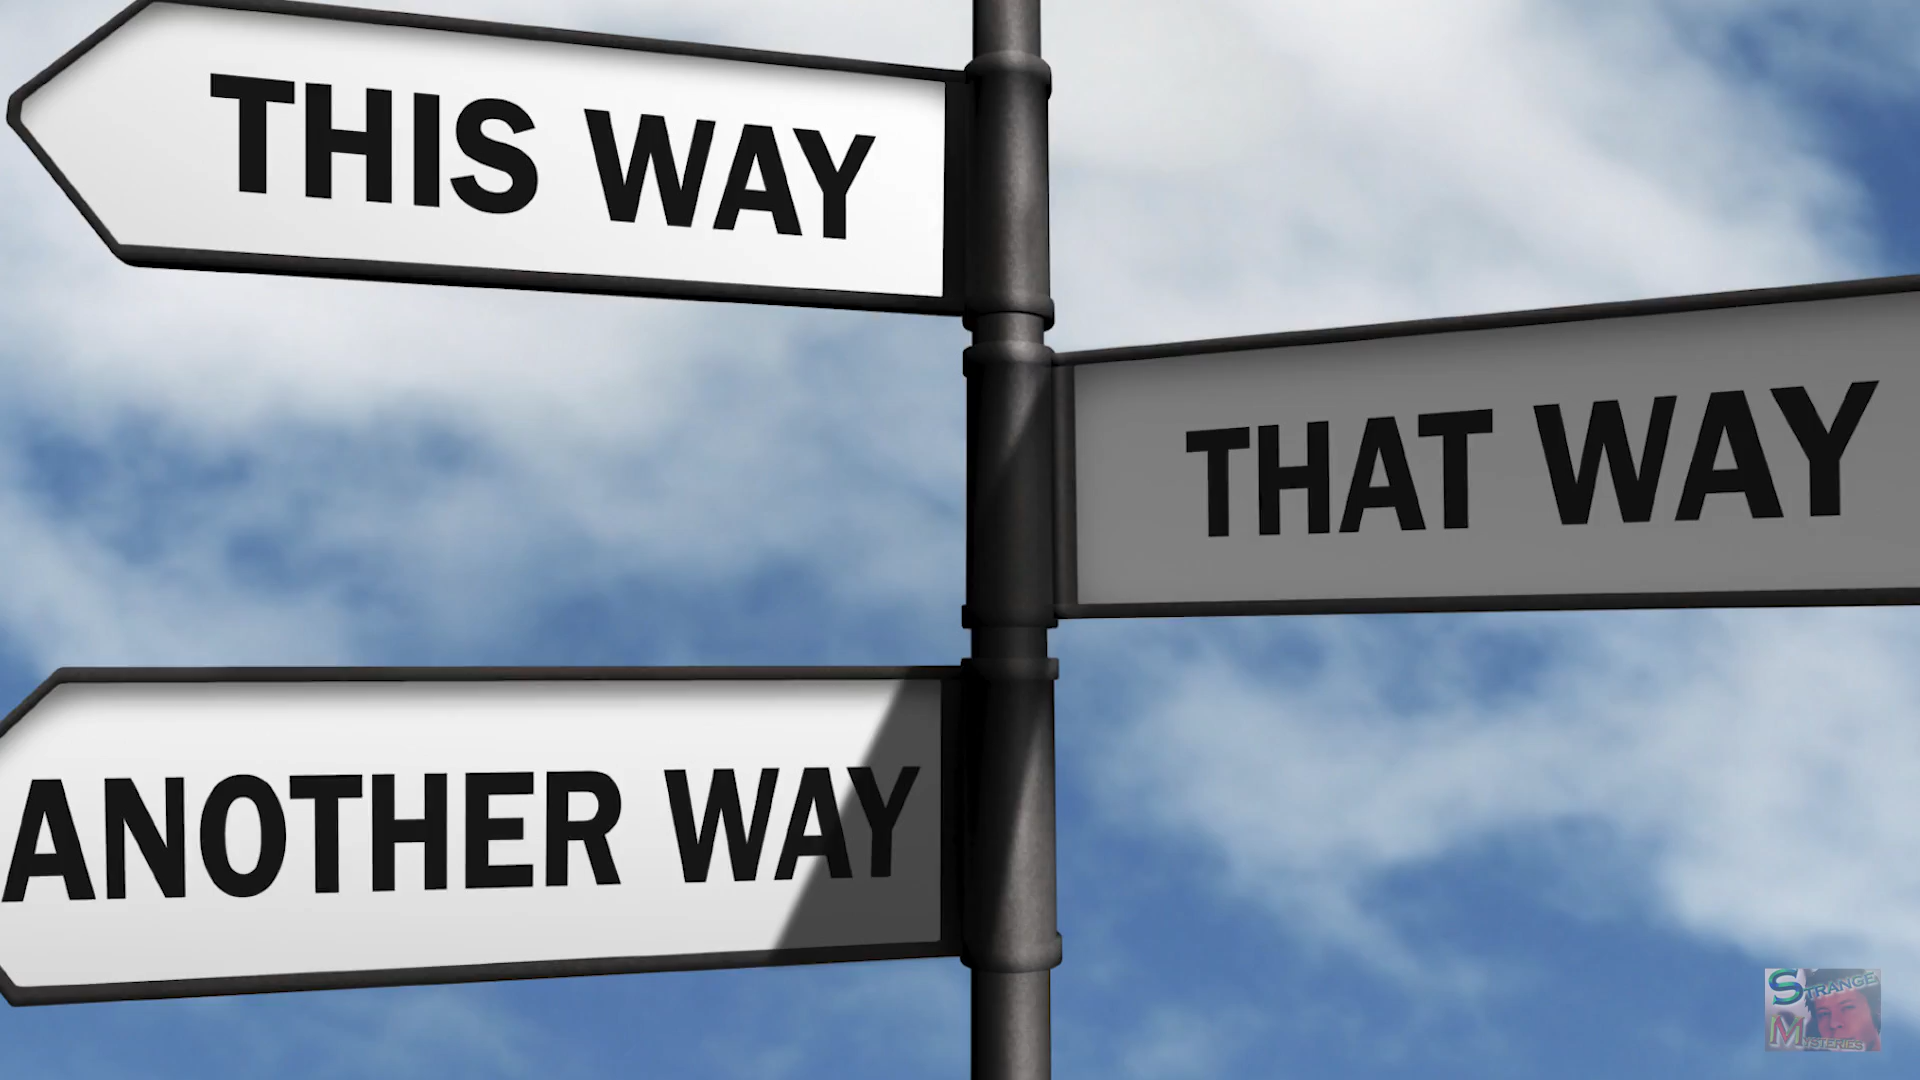 THIS WAY
THAT WAY
ANOTHER WAY
STRANGE
MYSTERIES